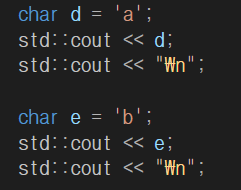 char d = 'a';
std::cout << d;
std::cout << "₩n";
char e = 'b';
std::cout << e;
std::cout << "₩n";